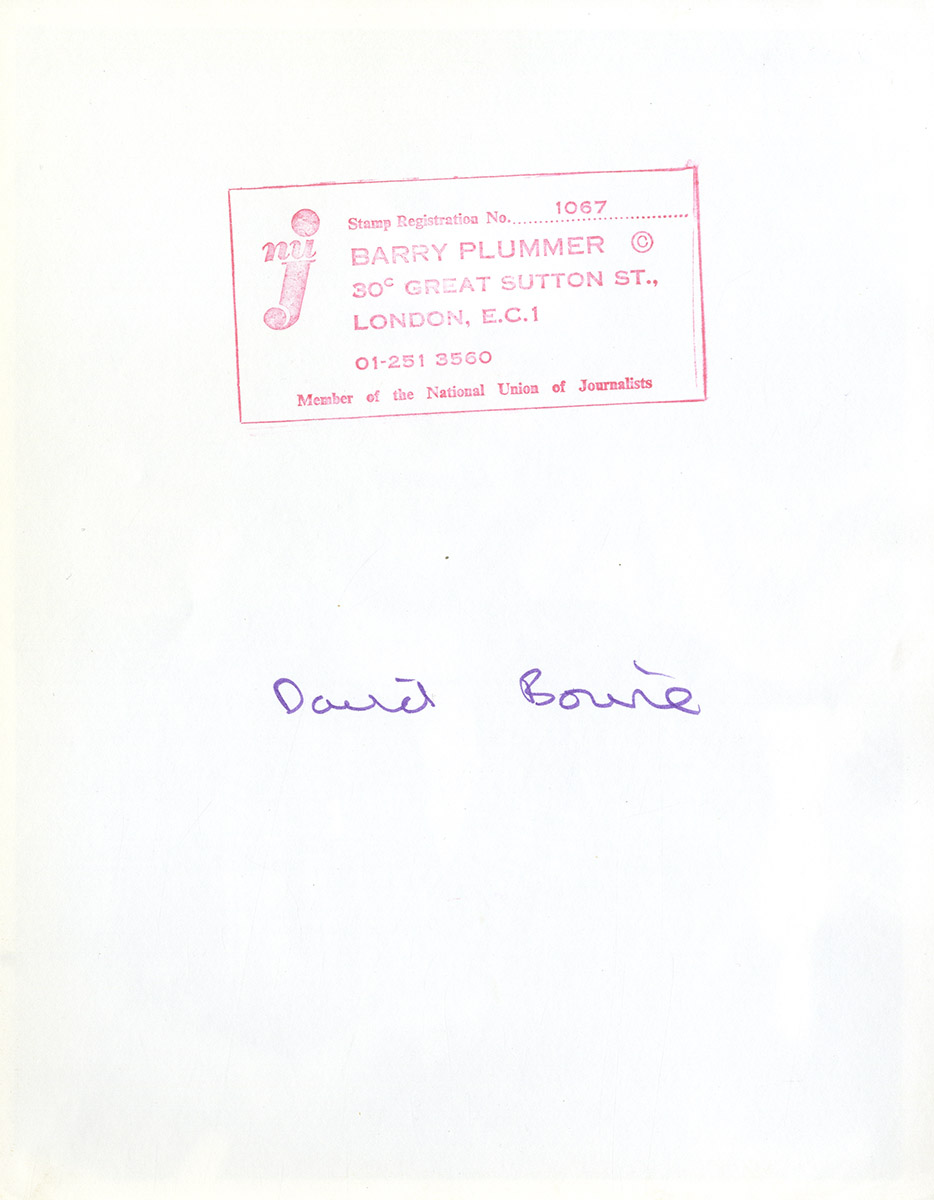 nuj
Stamp Registration No. 1067
BARRY PLUMMER ©
30C GREAT SUTTON ST.,
LONDON, E.C.1
01-251 3560
Member of the National Union of Journalists
David Bowie